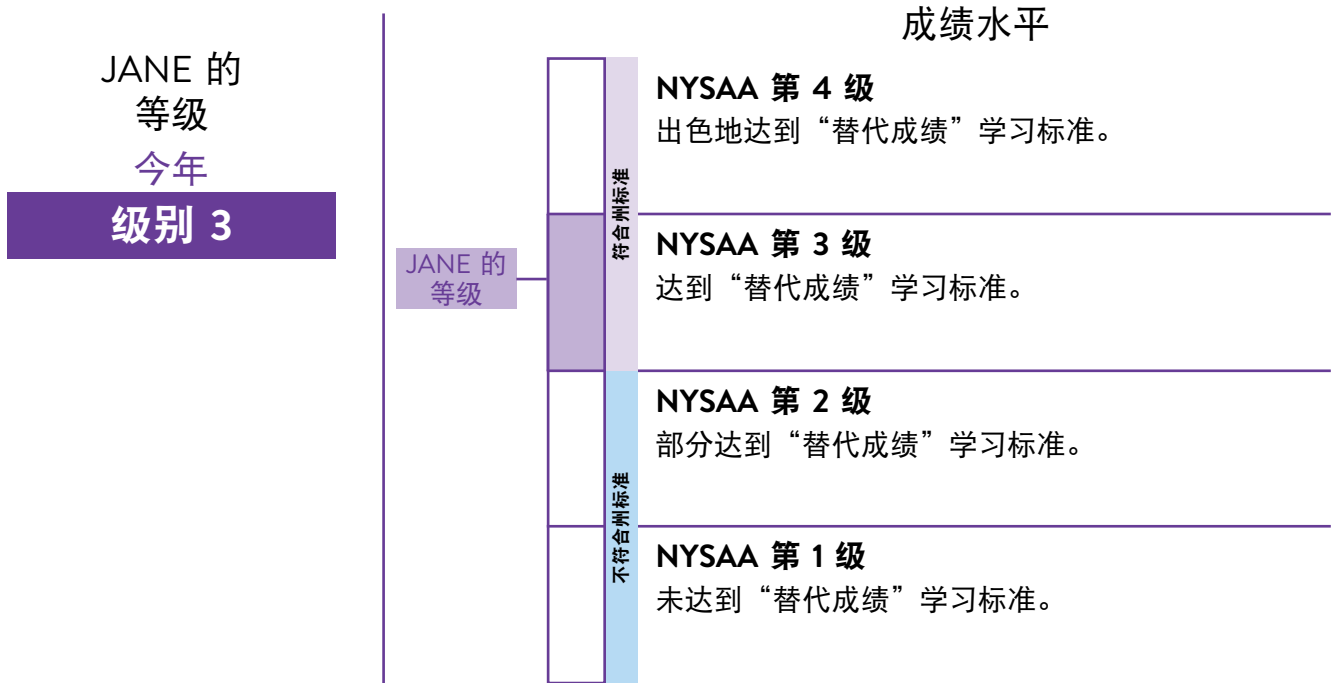 JANE 的
等级
今年
级别 3
成绩水平
JANE 的
等级
符合州标准
不符合州标准
NYSAA 第 4 级
出色地达到“替代成绩”学习标准。
NYSAA 第 3 级
达到“替代成绩”学习标准。
NYSAA 第 2 级
部分达到“替代成绩”学习标准。
NYSAA 第 1 级
未达到“替代成绩”学习标准。